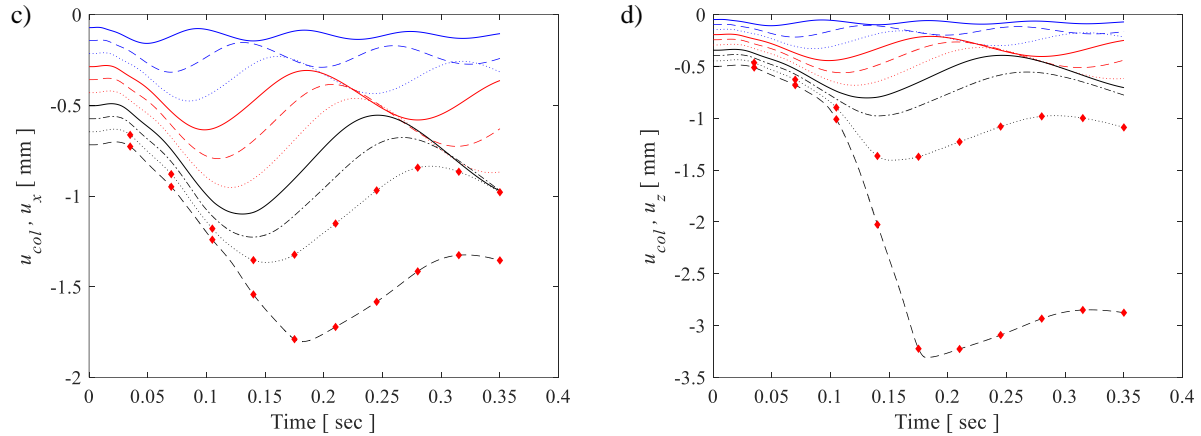 c)
0
-0.5
-1
-1.5
-2
0 0.05 0.1 0.15 0.2 0.25 0.3 0.35 0.4
Time [ sec ]
u_col , u_x [ mm ]
d)
0
-0.5
-1
-1.5
-2
-2.5
-3
-3.5
0 0.05 0.1 0.15 0.2 0.25 0.3 0.35 0.4
Time [ sec ]
u_col , u_z [ mm ]